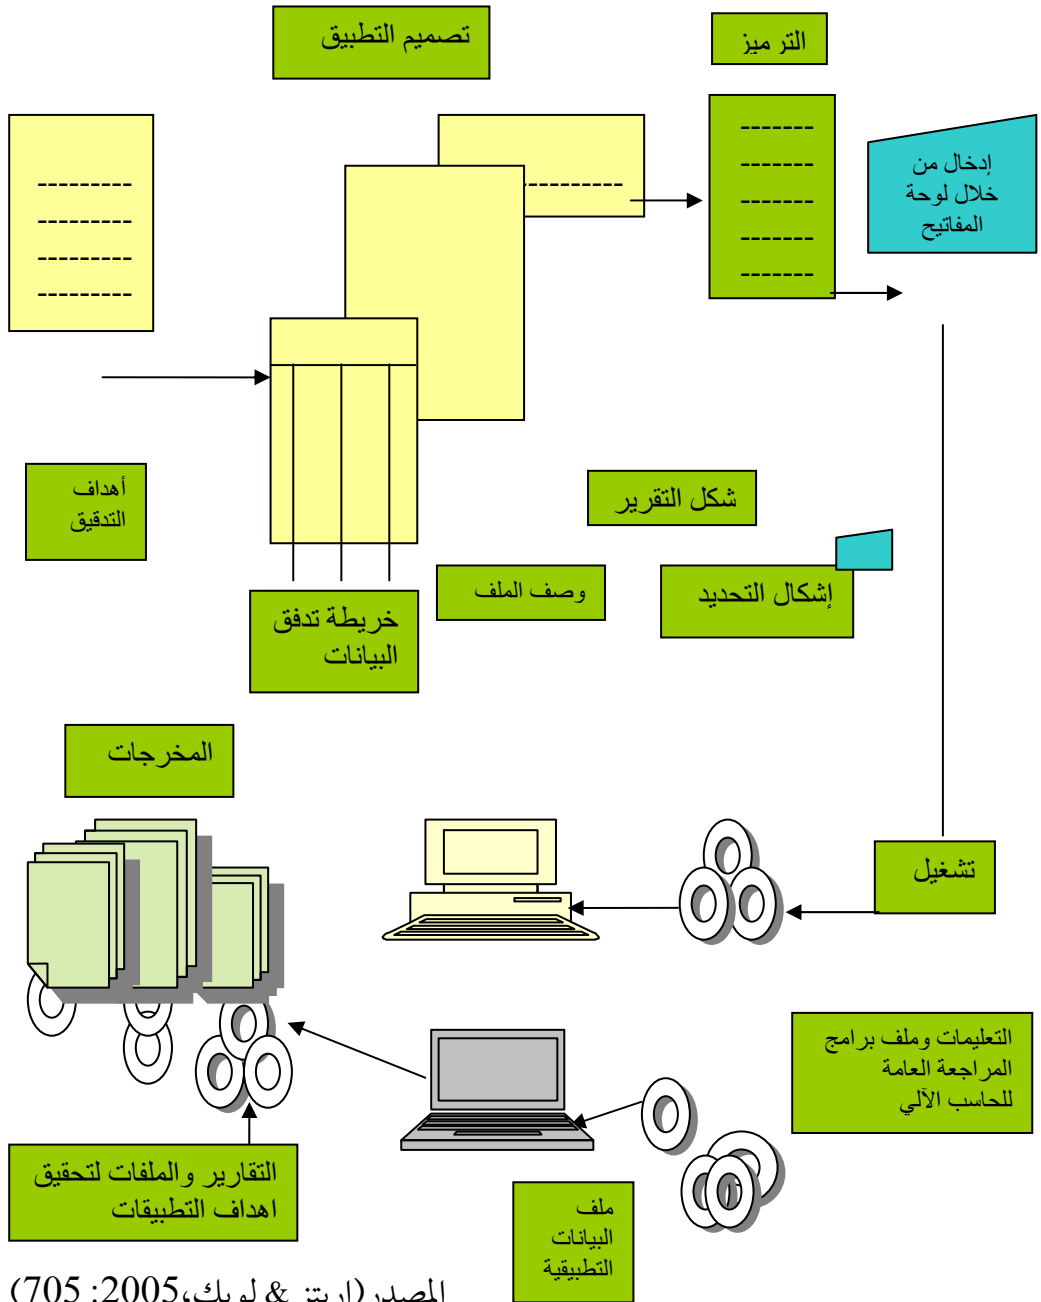 تصميم التطبيق
الترميز
إدخال من
خلال لوحة
المفاتيح
أهداف
التدقيق
شكل التقرير
وصف الملف
إشكال التحديد
خريطة تدفق
البيانات
المخرجات
تشغيل
التعليمات وملف برامج
المراجعة العامة
للحاسب الآلي
التقارير والملفات لتحقيق
اهداف التطبيقات
ملف
البيانات
التطبيقية
المصدر(ارينز & لوبك،2005: 705)